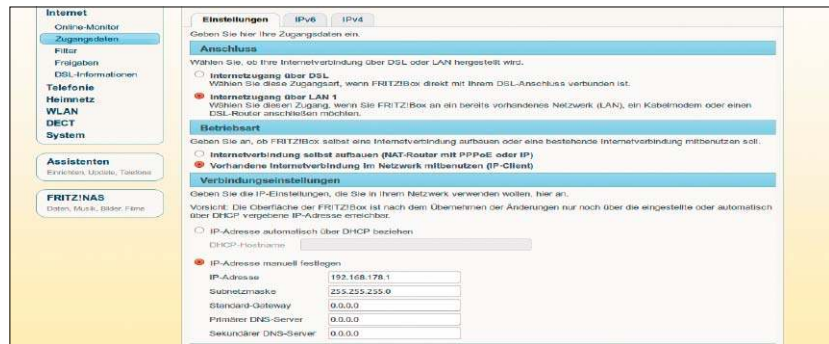 Internet
Online-Monitor
Zugangsdaten
Filter
Freigaben
DSL-Informationen
Telefonie
Heimnetz
WLAN
DECT
System
Assistenten
Einrichten, Update, Telefone
FRITZ!NAS
Daten, Musik, Bilder, Filme
Einstellungen IPv6 IPv4
Geben Sie hier Ihre Zugangsdaten ein.
Anschluss
Wählen Sie, ob Ihre Internetverbindung über DSL oder LAN hergestellt wird.
Internetzugang über DSL
Wählen Sie diese Zugangsart, wenn FRITZ!Box direkt mit Ihrem DSL-Anschluss verbunden ist.
Internetzugang über LAN 1
Wählen Sie diesen Zugang, wenn Sie FRITZ!Box an ein bereits vorhandenes Netzwerk (LAN), ein Kabelmodem oder einen
DSL-Router anschließen möchten.
Betriebsart
Geben Sie an, ob FRITZ!Box selbst eine Internetverbindung aufbauen oder eine bestehende Internetverbindung mitbenutzen soll.
Internetverbindung selbst aufbauen (NAT-Router mit PPPoE oder IP)
Vorhandene Internetverbindung im Netzwerk mitbenutzen (IP-Client)
Verbindungseinstellungen
Geben Sie die IP-Einstellungen, die Sie in Ihrem Netzwerk verwenden wollen, hier an.
Vorsicht: Die Oberfläche der FRITZ!Box ist nach dem Übernehmen der Änderungen nur noch über die eingestellte oder automatisch
über DHCP vergebene IP-Adresse erreichbar.
IP-Adresse automatisch über DHCP beziehen
DHCP-Hostname
IP-Adresse manuell festlegen
IP-Adresse 192.168.178.1
Subnetzmaske 255.255.255.0
Standard-Gateway 0.0.0.0
Primärer DNS-Server 0.0.0.0
Sekundärer DNS-Server 0.0.0.0